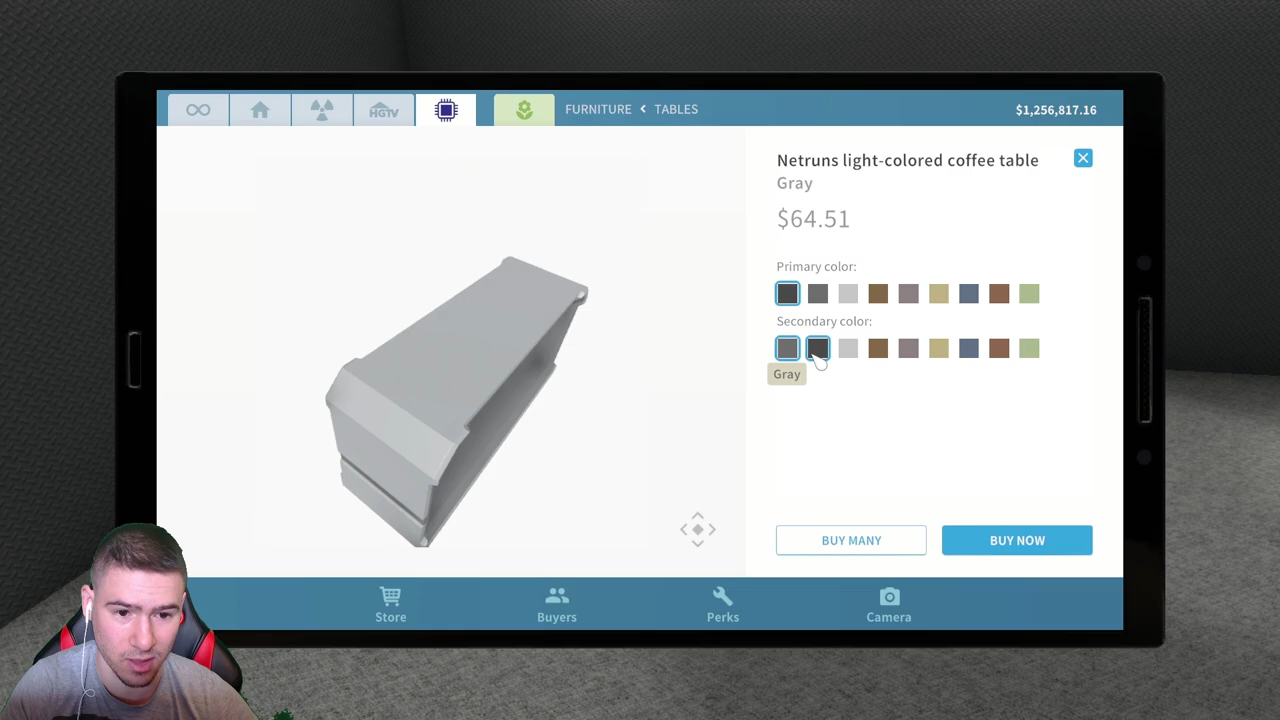 HGTV
FURNITURE < TABLES
$1,256,817.16
Netruns light-colored coffee table
Gray
$64.51
Primary color:
Secondary color:
Gray
BUY MANY
BUY NOW
Store
Buyers
Perks
Camera